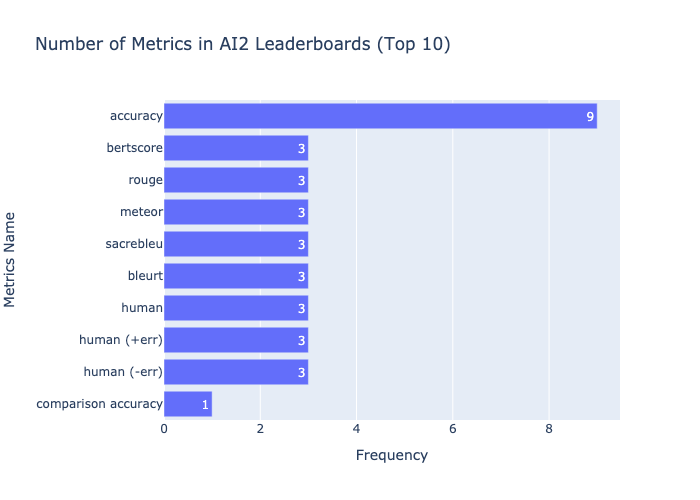 Number of Metrics in AI2 Leaderboards (Top 10)
Metrics Name
accuracy 9
bertscore 3
rouge 3
meteor 3
sacrebleu 3
bleurt 3
human 3
human (+err) 3
human (-err) 3
comparison accuracy 1
0 2 4 6 8
Frequency